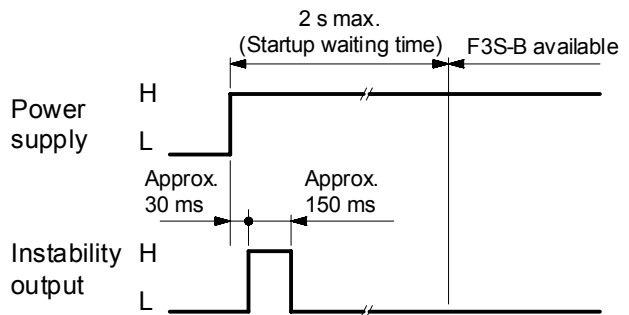 2 s max.
(Startup waiting time)
F3S-B available
Power
supply
H
L
Approx.
30 ms
Approx.
150 ms
Instability
output
H
L